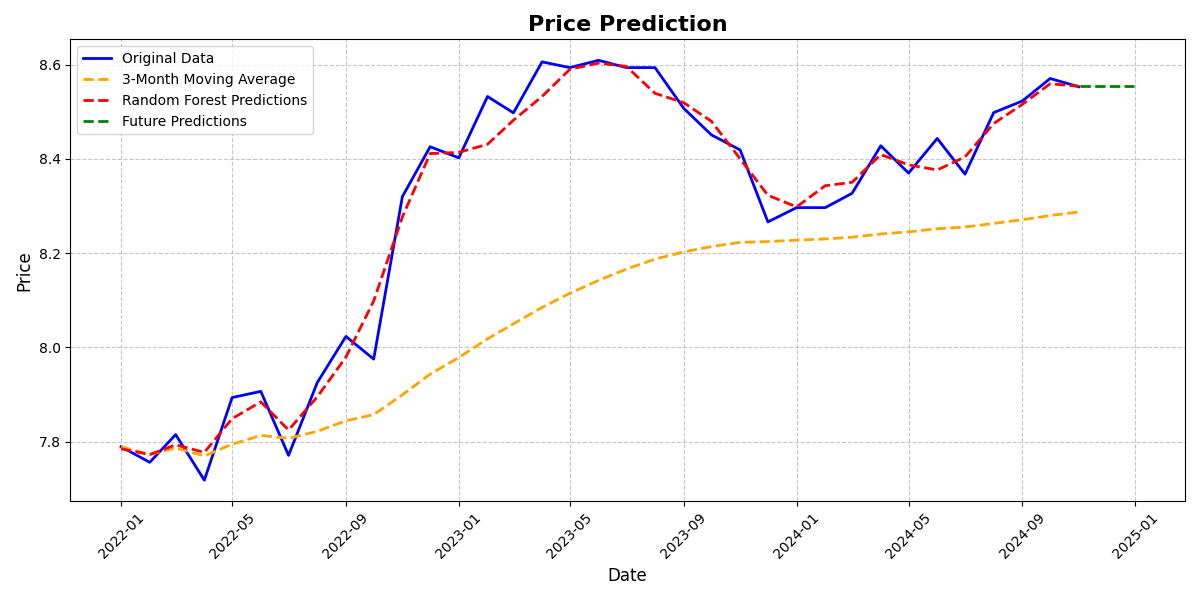 Price Prediction
Original Data
3-Month Moving Average
Random Forest Predictions
Future Predictions
8.6
8.4
8.2
8.0
7.8
Price
2022-01
2022-05
2022-09
2023-01
2023-05
2023-09
2024-01
2024-05
2024-09
2025-01
Date